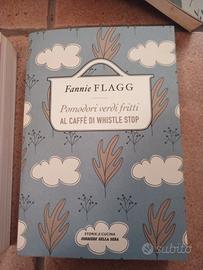 Fannie FLAGG
Pomodori verdi fritti
AL CAFFÈ DI WHISTLE STOP
STORIE DI CUCINA
CORRIERE DELLA SERA
subito